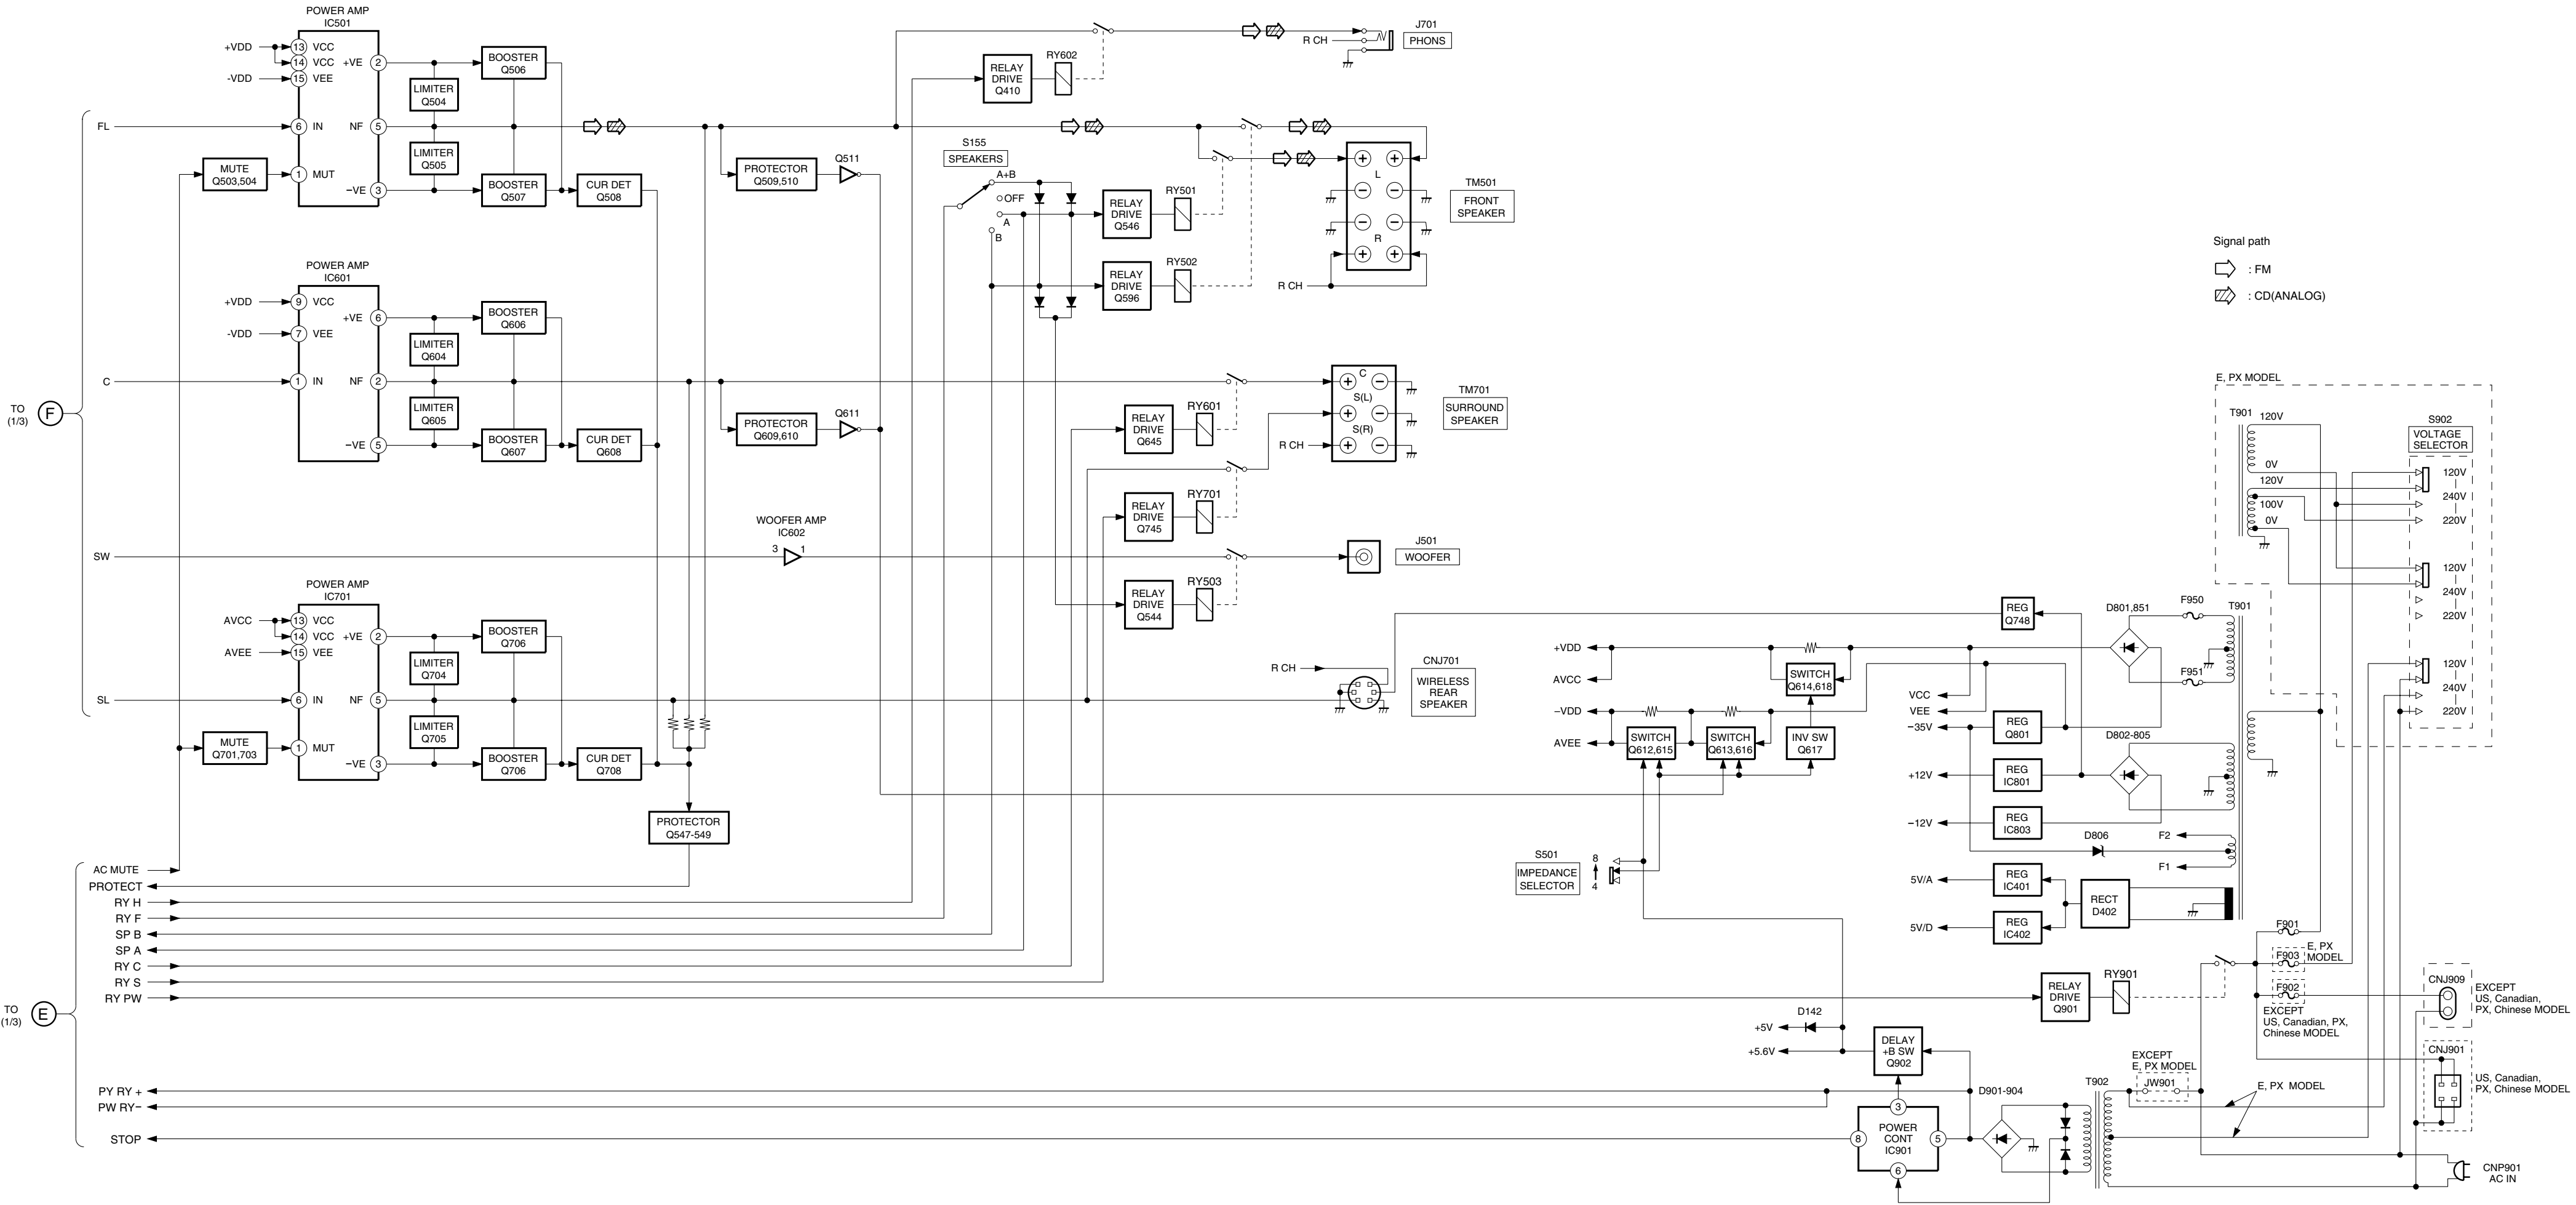 POWER AMP
IC501
+VDD
-VDD
13 VCC
14 VCC
15 VEE
+VE 2
6 IN
NF 5
1 MUT
−VE 3
FL
MUTE
Q503,504
LIMITER
Q504
LIMITER
Q505
BOOSTER
Q506
BOOSTER
Q507
CUR DET
Q508
PROTECTOR
Q509,510
Q511
RELAY
DRIVE
Q410
RY602
R CH
J701
PHONS
S155
SPEAKERS
A+B
OFF
A
B
RELAY
DRIVE
Q546
RY501
RELAY
DRIVE
Q596
RY502
+ +
L
− −
− −
R
+ +
R CH
TM501
FRONT
SPEAKER
Signal path
: FM
: CD(ANALOG)
POWER AMP
IC601
+VDD
-VDD
9 VCC
+VE 6
7 VEE
1 IN
NF 2
−VE 5
C
TO
(1/3)
F
LIMITER
Q604
LIMITER
Q605
BOOSTER
Q606
BOOSTER
Q607
CUR DET
Q608
PROTECTOR
Q609,610
Q611
RELAY
DRIVE
Q645
RY601
RELAY
DRIVE
Q745
RY701
C
+ −
S(L)
+ −
S(R)
+ −
R CH
TM701
SURROUND
SPEAKER
SW
WOOFER AMP
IC602
3 1
J501
WOOFER
RELAY
DRIVE
Q544
RY503
POWER AMP
IC701
AVCC
AVEE
13 VCC
14 VCC
15 VEE
+VE 2
6 IN
NF 5
1 MUT
−VE 3
SL
MUTE
Q701,703
LIMITER
Q704
LIMITER
Q705
BOOSTER
Q706
BOOSTER
Q706
CUR DET
Q708
PROTECTOR
Q547-549
R CH
CNJ701
WIRELESS
REAR
SPEAKER
+VDD
AVCC
−VDD
AVEE
SWITCH
Q614,618
SWITCH
Q612,615
SWITCH
Q613,616
INV SW
Q617
S501
IMPEDANCE
SELECTOR
8
4
REG
Q748
VCC
VEE
−35V
REG
Q801
+12V
REG
IC801
−12V
REG
IC803
5V/A
REG
IC401
5V/D
REG
IC402
RECT
D402
D801,851
D802-805
D806
F950
F951
T901
F2
F1
E, PX MODEL
T901
120V
0V
120V
100V
0V
S902
VOLTAGE
SELECTOR
120V
240V
220V
120V
240V
220V
120V
240V
220V
AC MUTE
PROTECT
RY H
RY F
SP B
SP A
RY C
RY S
RY PW
TO
(1/3)
E
PY RY +
PW RY−
STOP
RELAY
DRIVE
Q901
RY901
F901
F903
E, PX
MODEL
F902
EXCEPT
US, Canadian, PX,
Chinese MODEL
CNJ909
EXCEPT
US, Canadian,
PX, Chinese MODEL
CNJ901
US, Canadian,
PX, Chinese MODEL
D142
+5V
+5.6V
DELAY
+B SW
Q902
3
8
POWER
CONT
IC901
5
6
D901-904
T902
EXCEPT
E, PX MODEL
JW901
E, PX MODEL
CNP901
AC IN